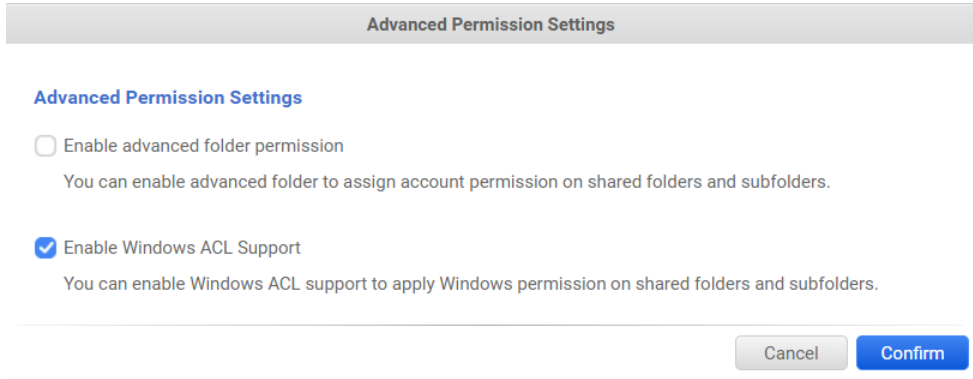 Advanced Permission Settings
Advanced Permission Settings
Enable advanced folder permission
You can enable advanced folder to assign account permission on shared folders and subfolders.
Enable Windows ACL Support
You can enable Windows ACL support to apply Windows permission on shared folders and subfolders.
Cancel Confirm